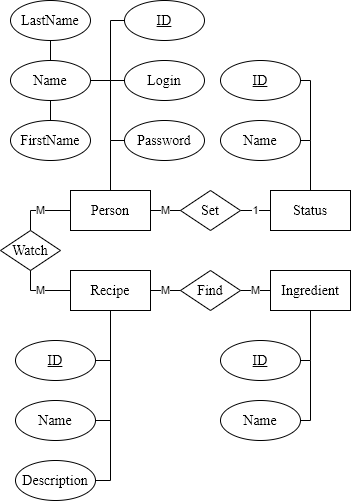 LastName
ID
Name
Login
ID
FirstName
Password
Name
Person
M
Set
1
Status
M
Watch
M
Recipe
M
Find
M
Ingredient
ID
ID
Name
Name
Description